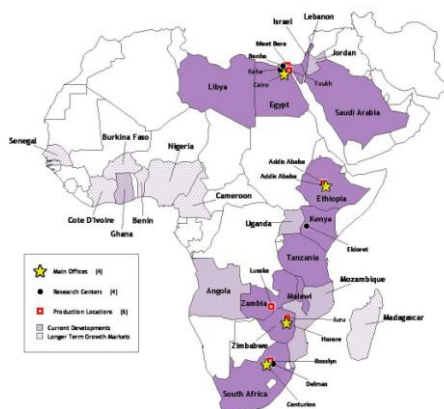 Israel
Lebanon
Meet Bera
Benha
Kaha
Cairo
Jordan
Toukh
Libya
Egypt
Saudi Arabia
Senegal
Burkina Faso
Nigeria
Addis Ababa
Addis Ababa
Ethiopia
Cote D'Ivoire
Benin
Cameroon
Ghana
Uganda
Kenya
Eldoret
Tanzania
Main Offices (4)
Research Centers (4)
Production Locations (6)
Current Developments
Longer Term Growth Markets
Angola
Lusaka
Zambia
Malawi
Mozambique
Madagascar
Zimbabwe
Juru
Harare
Rosslyn
Delmas
South Africa
Centurion